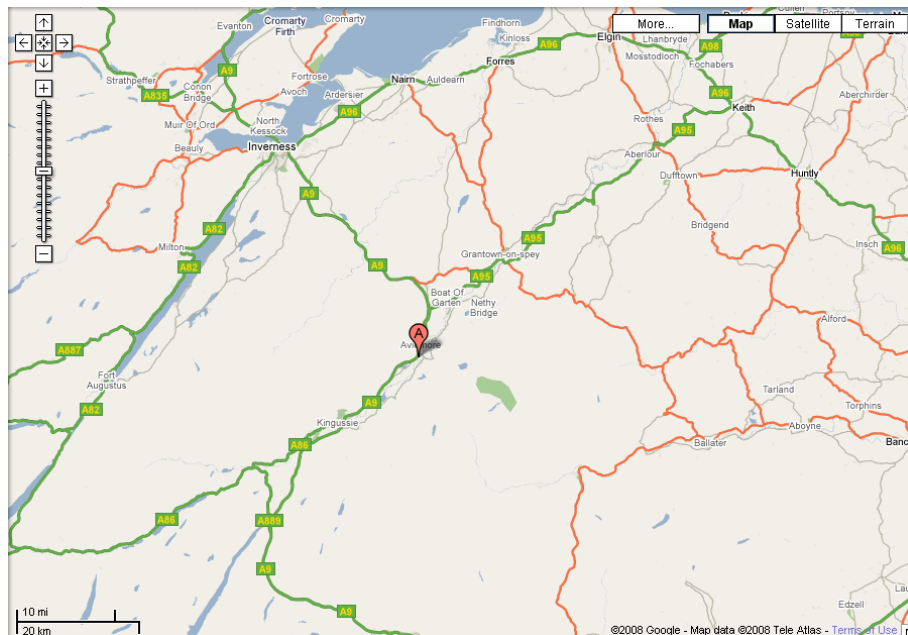 More...
Map
Satellite
Terrain
Evanton
Cromarty Firth
Cromarty
Findhorn
Kinloss
Elgin
Lhanbryde
Mosstodloch
Fochabers
A98
A96
Forres
A9
Strathpeffer
A835
Conon Bridge
Fortrose
Avoch
Ardersier
Nairn
Auldearn
A96
A96
Keith
Aberchirder
Muir Of Ord
North Kessock
A96
Rothes
A95
Beauly
Inverness
Aberlour
Dufftown
Huntly
A9
A82
Milton
A82
A9
A95
Grantown-on-spey
A95
Bridgend
Insch
A96
Boat Of Garten
Nethy Bridge
Alford
A
A887
Fort Augustus
A82
A9
Kingussie
A86
Tarland
Torphins
Aboyne
Ballater
A86
A889
A9
A9
Edzell
10 mi
20 km
©2008 Google - Map data ©2008 Tele Atlas - Terms of Use